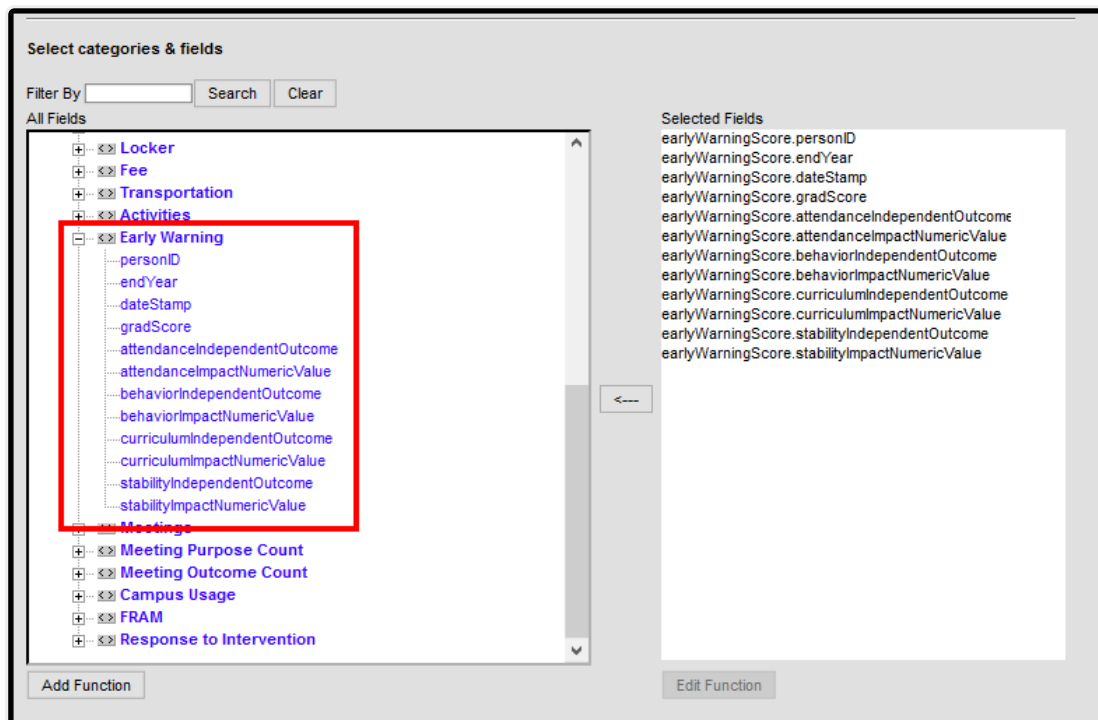 Select categories & fields
Filter By Search Clear
All Fields
Locker
Fee
Transportation
Activities
Early Warning
personID
endYear
dateStamp
gradScore
attendanceIndependentOutcome
attendanceImpactNumericValue
behaviorIndependentOutcome
behaviorImpactNumericValue
curriculumIndependentOutcome
curriculumImpactNumericValue
stabilityIndependentOutcome
stabilityImpactNumericValue
Meetings
Meeting Purpose Count
Meeting Outcome Count
Campus Usage
FRAM
Response to Intervention
Add Function
<---
Selected Fields
earlyWarningScore.personID
earlyWarningScore.endYear
earlyWarningScore.dateStamp
earlyWarningScore.gradScore
earlyWarningScore.attendanceIndependentOutcome
earlyWarningScore.attendanceImpactNumericValue
earlyWarningScore.behaviorIndependentOutcome
earlyWarningScore.behaviorImpactNumericValue
earlyWarningScore.curriculumIndependentOutcome
earlyWarningScore.curriculumImpactNumericValue
earlyWarningScore.stabilityIndependentOutcome
earlyWarningScore.stabilityImpactNumericValue
Edit Function